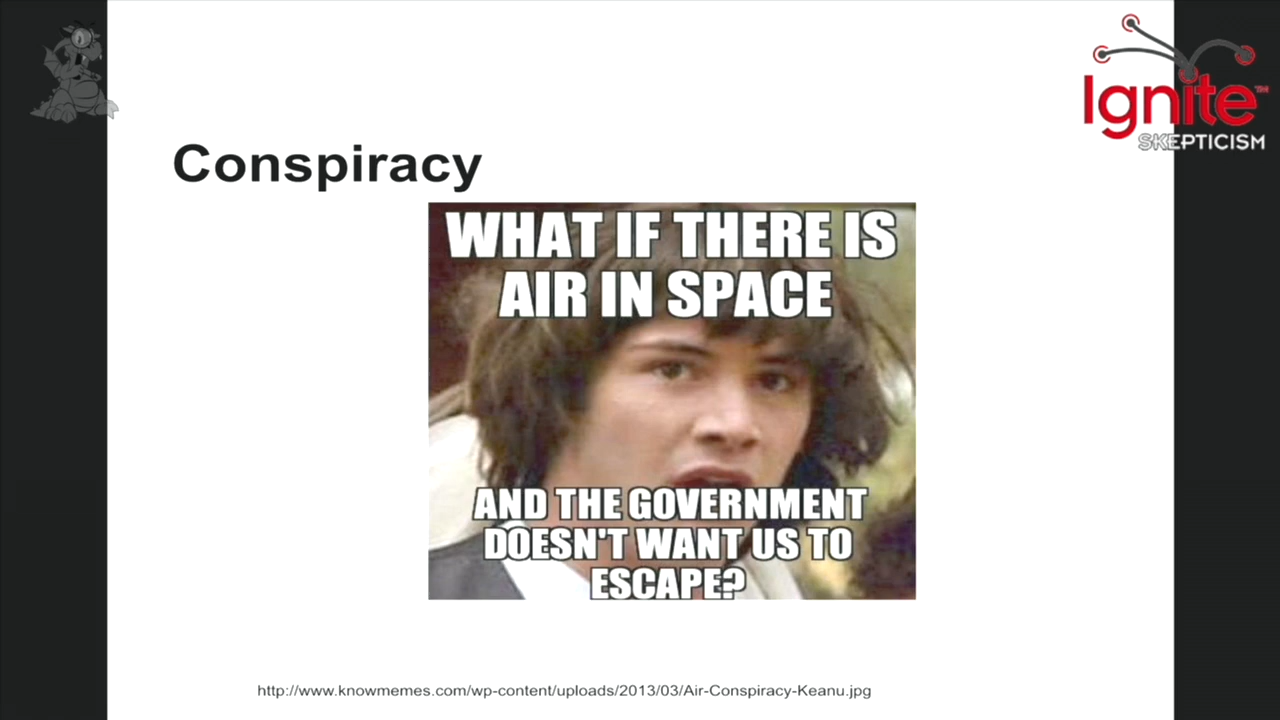 Ignite™
SKEPTICISM
Conspiracy
WHAT IF THERE IS
AIR IN SPACE
AND THE GOVERNMENT
DOESN'T WANT US TO
ESCAPE?
http://www.knowmemes.com/wp-content/uploads/2013/03/Air-Conspiracy-Keanu.jpg